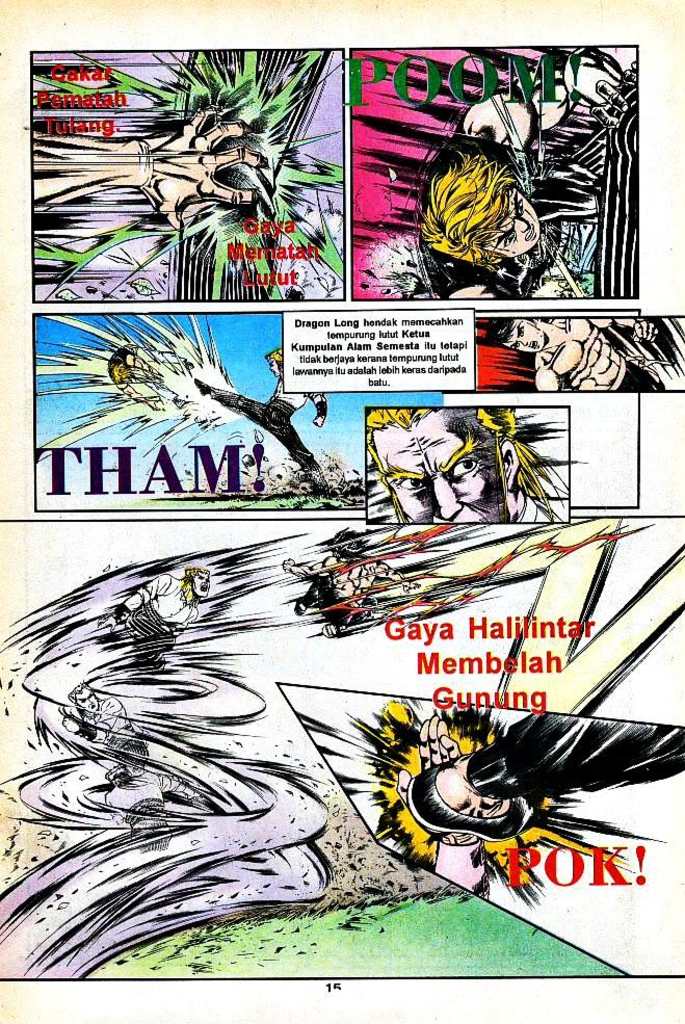 Cakar
Pematah
Tulang.
Gaya
Mematah
Lutut
POOM!
Dragon Long hendak memecahkan
tempurung lutut Ketua
Kumpulan Alam Semesta itu tetapi
tidak berjaya kerana tempurung lutut
lawannya itu adalah keras daripada
batu.
THAM!
Gaya Halilintar
Membelah
Gunung
POK!
15